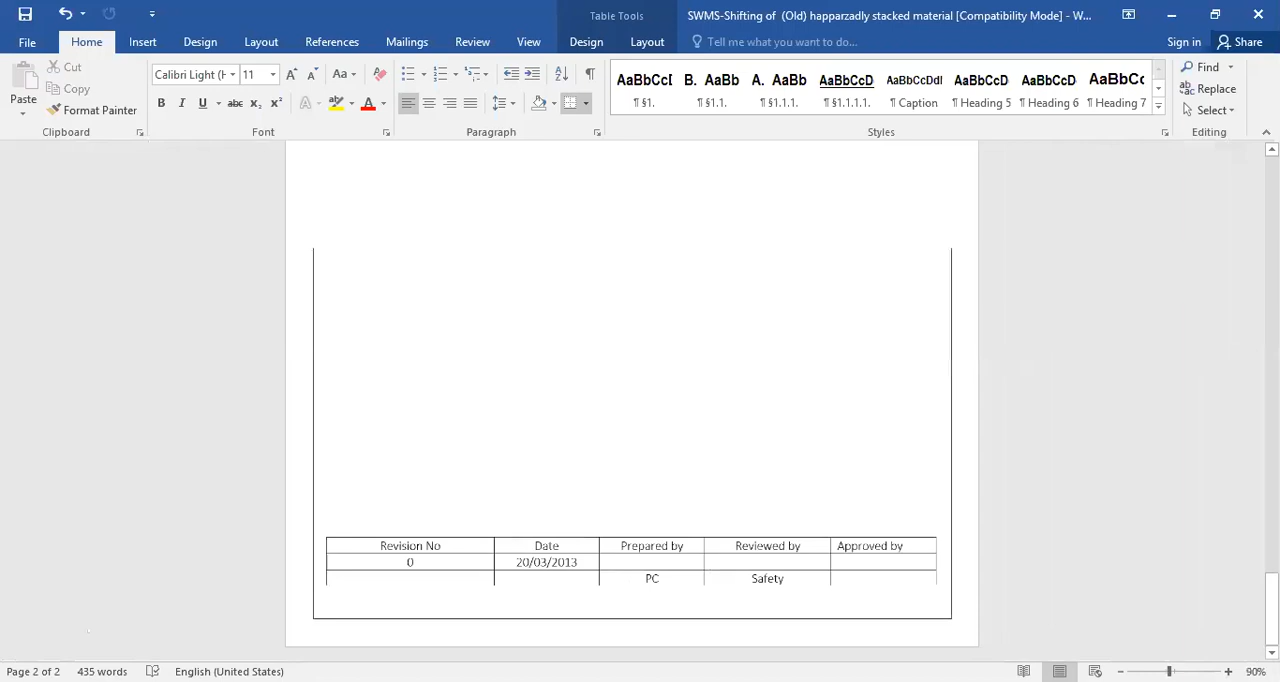 Table Tools
SWMS-Shifting of (Old) happarzadly stacked material [Compatibility Mode] - W...
File Home Insert Design Layout References Mailings Review View Design Layout Tell me what you want to do... Sign in Share
Paste
Cut
Copy
Format Painter
Clipboard
Calibri Light (H 11
Aa
B I U abc x₂ x² A aby A
Font
Paragraph
AaBbCcI B. AaBb A. AaBb AaBbCcD AaBbCcDdI AaBbCcD AaBbCcD AaBbCc
¶ §1. ¶ §1.1. ¶ §1.1.1. ¶ §1.1.1.1. ¶ Caption ¶ Heading 5 ¶ Heading 6 ¶ Heading 7
Styles
Find
Replace
Select
Editing
Revision No Date Prepared by Reviewed by Approved by
0 20/03/2013
PC Safety
Page 2 of 2 435 words English (United States) 90%